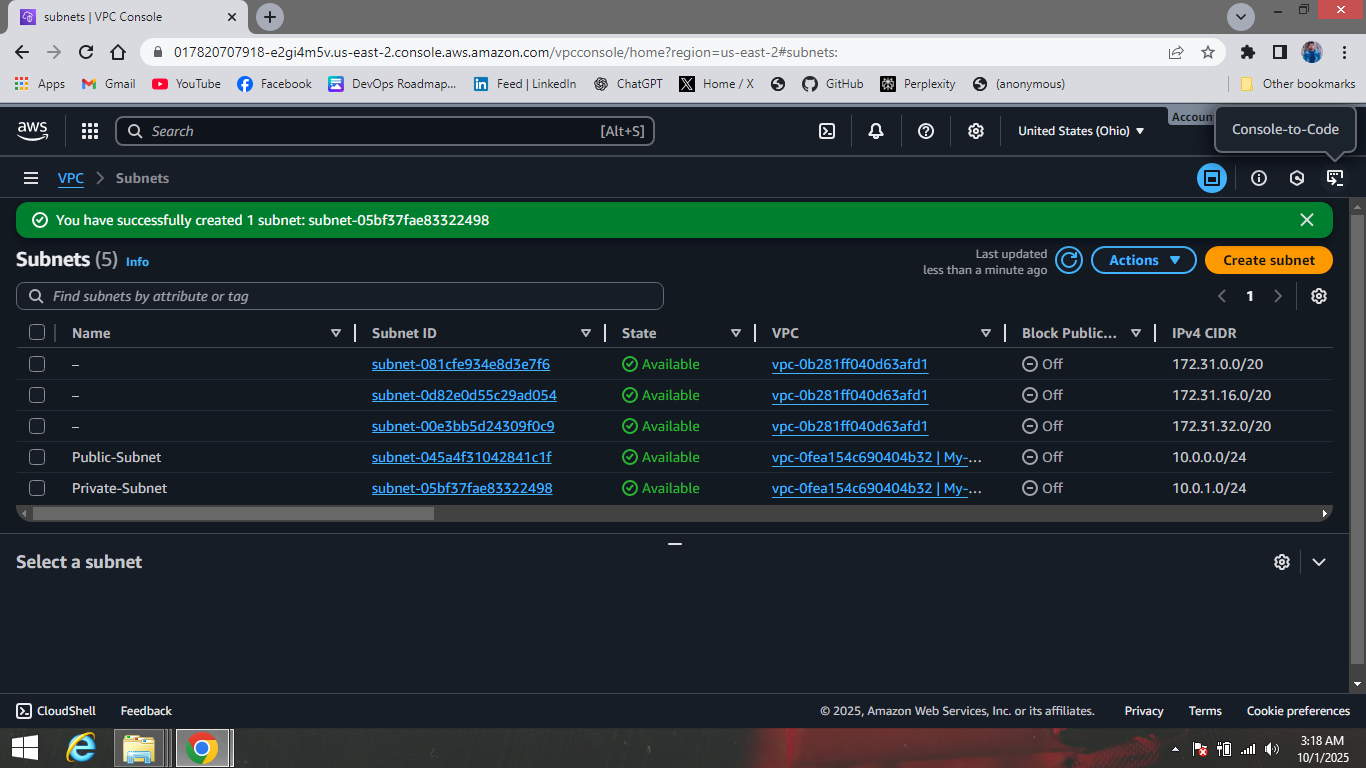 subnets | VPC Console
017820707918-e2gi4m5v.us-east-2.console.aws.amazon.com/vpcconsole/home?region=us-east-2#subnets:
Apps Gmail YouTube Facebook DevOps Roadmap... Feed | LinkedIn ChatGPT Home / X GitHub Perplexity (anonymous) Other bookmarks
aws Search [Alt+S] United States (Ohio) Accoun
Console-to-Code
VPC Subnets
You have successfully created 1 subnet: subnet-05bf37fae83322498
Subnets (5) Info
Last updated
less than a minute ago
Actions Create subnet
Find subnets by attribute or tag 1
Name Subnet ID State VPC Block Public... IPv4 CIDR
– subnet-081cfe934e8d3e7f6 Available vpc-0b281ff040d63afd1 Off 172.31.0.0/20
– subnet-0d82e0d55c29ad054 Available vpc-0b281ff040d63afd1 Off 172.31.16.0/20
– subnet-00e3bb5d24309f0c9 Available vpc-0b281ff040d63afd1 Off 172.31.32.0/20
Public-Subnet subnet-045a4f31042841c1f Available vpc-0fea154c690404b32 | My-... Off 10.0.0.0/24
Private-Subnet subnet-05bf37fae83322498 Available vpc-0fea154c690404b32 | My-... Off 10.0.1.0/24
Select a subnet
CloudShell Feedback © 2025, Amazon Web Services, Inc. or its affiliates. Privacy Terms Cookie preferences
3:18 AM
10/1/2025